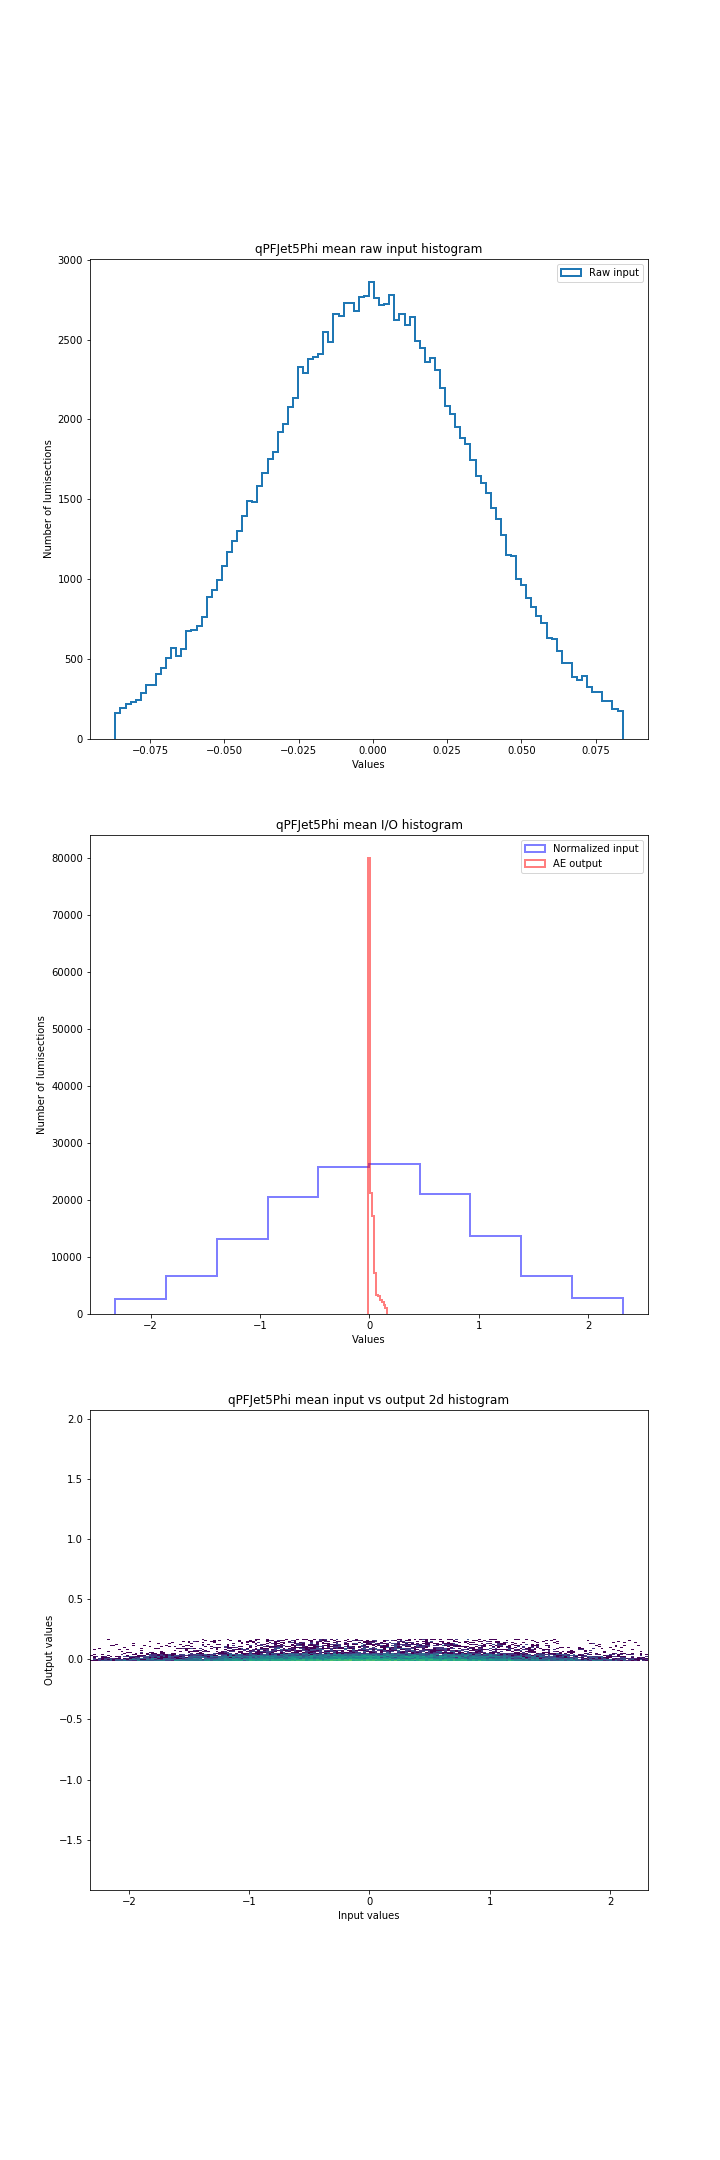 qPFJet5Phi mean raw input histogram
3000
2500
2000
1500
1000
500
0
Number of lumisections
Raw input
−0.075 −0.050 −0.025 0.000 0.025 0.050 0.075
Values
qPFJet5Phi mean I/O histogram
80000
70000
60000
50000
40000
30000
20000
10000
0
Number of lumisections
Normalized input
AE output
−2 −1 0 1 2
Values
qPFJet5Phi mean input vs output 2d histogram
2.0
1.5
1.0
0.5
0.0
−0.5
−1.0
−1.5
Output values
−2 −1 0 1 2
Input values